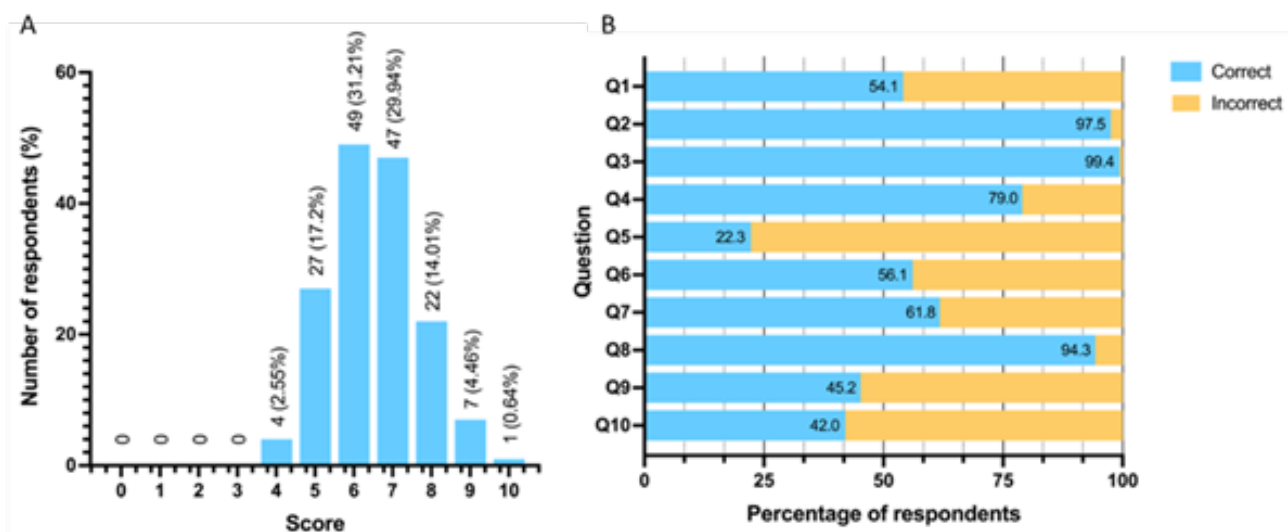 A
Number of respondents (%)
60
40
20
0
0
0
0
0
4 (2.55%)
27 (17.2%)
49 (31.21%)
47 (29.94%)
22 (14.01%)
7 (4.46%)
1 (0.64%)
0 1 2 3 4 5 6 7 8 9 10
Score
B
Question
Q1 54.1
Q2 97.5
Q3 99.4
Q4 79.0
Q5 22.3
Q6 56.1
Q7 61.8
Q8 94.3
Q9 45.2
Q10 42.0
0 25 50 75 100
Percentage of respondents
Correct
Incorrect